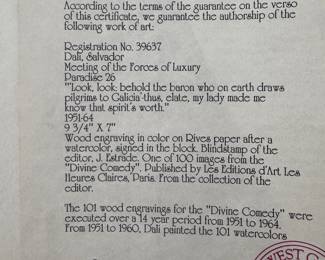 According to the terms of the guarantee on the verso
of this certificate, we guarantee the authorship of the
following work of art:
Registration No. 39637
Dali, Salvador
Meeting of the Forces of Luxury
Paradise 26
"Look, look: behold the baron who on earth draws
pilgrims to Galicia'-thus, elate, my lady made me
know that spirit's worth."
1951-64
9 3/4" X 7"
Wood engraving in color on Rives paper after a
watercolor, signed in the block. Blindstamp of the
editor, J. Estrade. One of 100 images from the
"Divine Comedy". Published by Les Editions d'Art Les
Heures Claires, Paris. From the collection of the
editor.
The 101 wood engravings for the "Divine Comedy" were
executed over a 14 year period from 1951 to 1964.
From 1951 to 1960, Dali painted the 101 watercolors
WEST